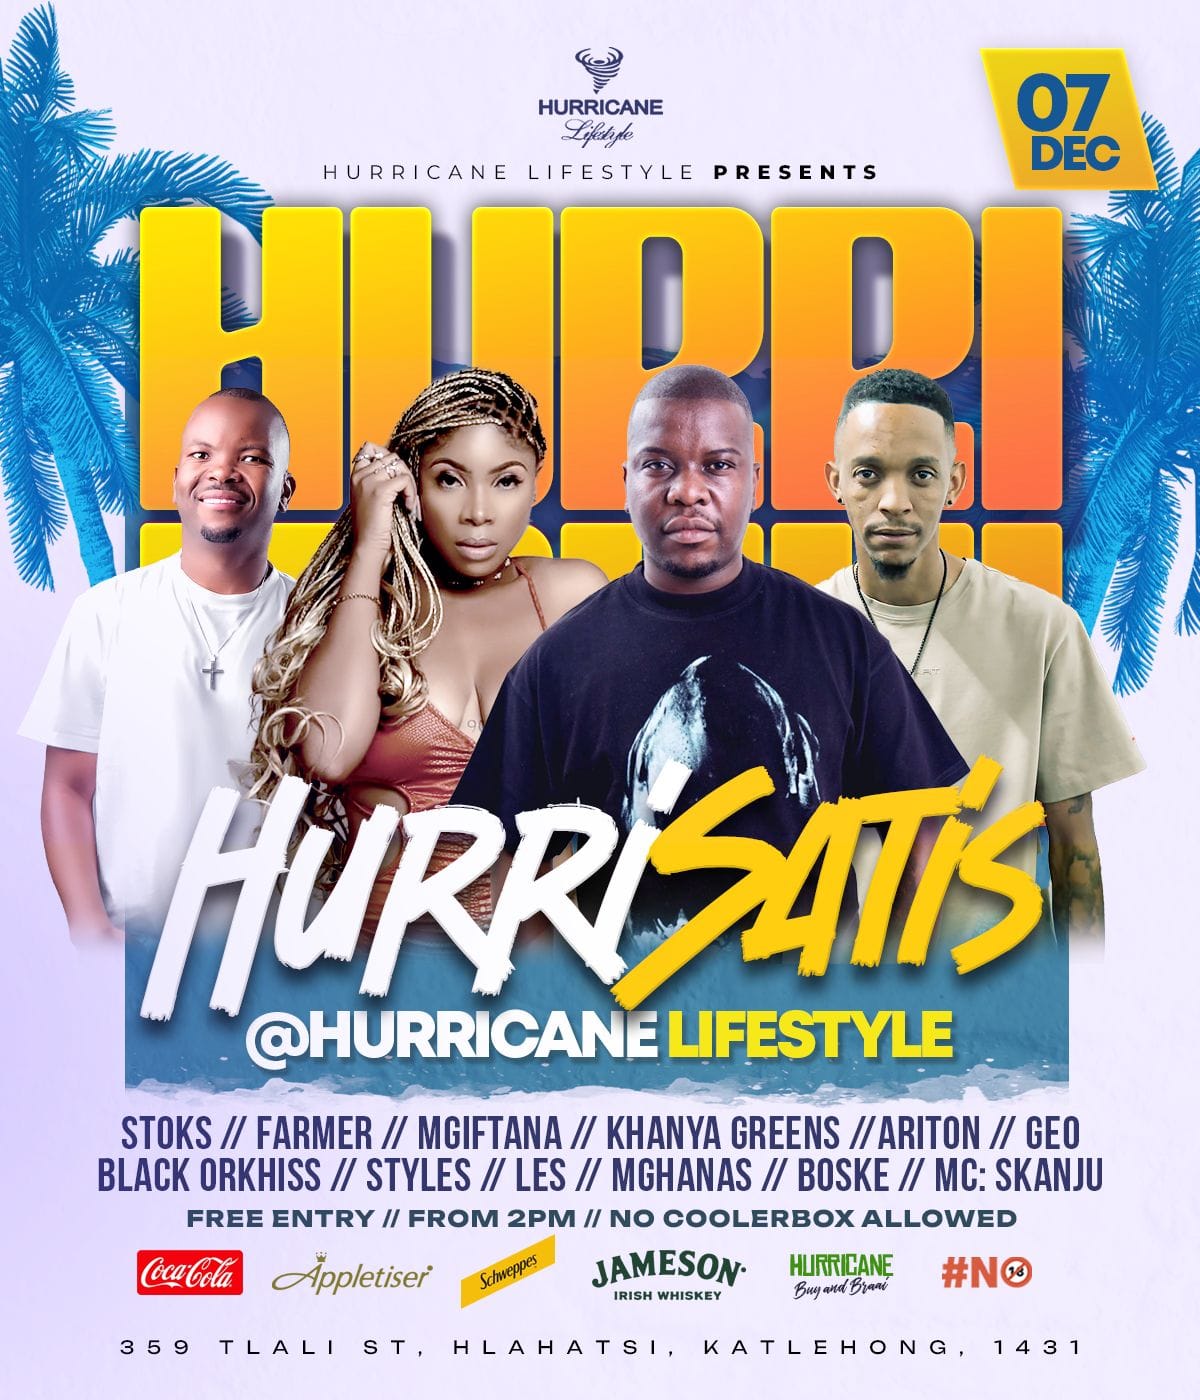 HURRICANE
Lifestyle
07
DEC
HURRICANE LIFESTYLE PRESENTS
HURRI
HURRISATIS
@HURRICANE LIFESTYLE
STOKS // FARMER // MGIFTANA // KHANYA GREENS //ARITON // GEO
BLACK ORKHISS // STYLES // LES // MGHANAS // BOSKE // MC: SKANJU
FREE ENTRY // FROM 2PM // NO COOLERBOX ALLOWED
Coca-Cola
Appletiser
Schweppes
JAMESON
IRISH WHISKEY
HURRICANE
Buy and Braai
#NO
18
359 TLALI ST, HLAHATSI, KATLEHONG, 1431